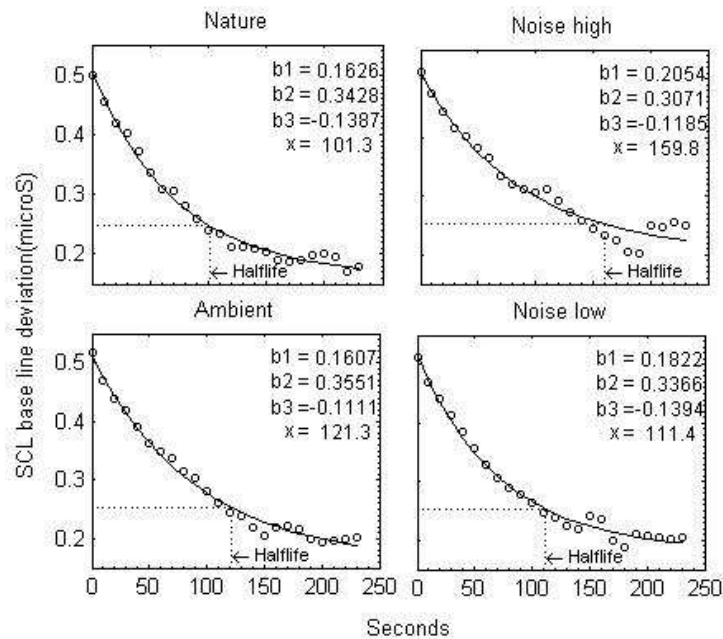 Nature
Noise high
0.5
0.4
0.3
0.2
b1 = 0.1626
b2 = 0.3428
b3 =-0.1387
x = 101.3
← Halflife
b1 = 0.2054
b2 = 0.3071
b3 =-0.1185
x = 159.8
← Halflife
SCL base line deviation(microS)
Ambient
Noise low
0.5
0.4
0.3
0.2
b1 = 0.1607
b2 = 0.3551
b3 =-0.1111
x = 121.3
← Halflife
b1 = 0.1822
b2 = 0.3366
b3 =-0.1394
x = 111.4
← Halflife
0 50 100 150 200 250
0 50 100 150 200 250
Seconds